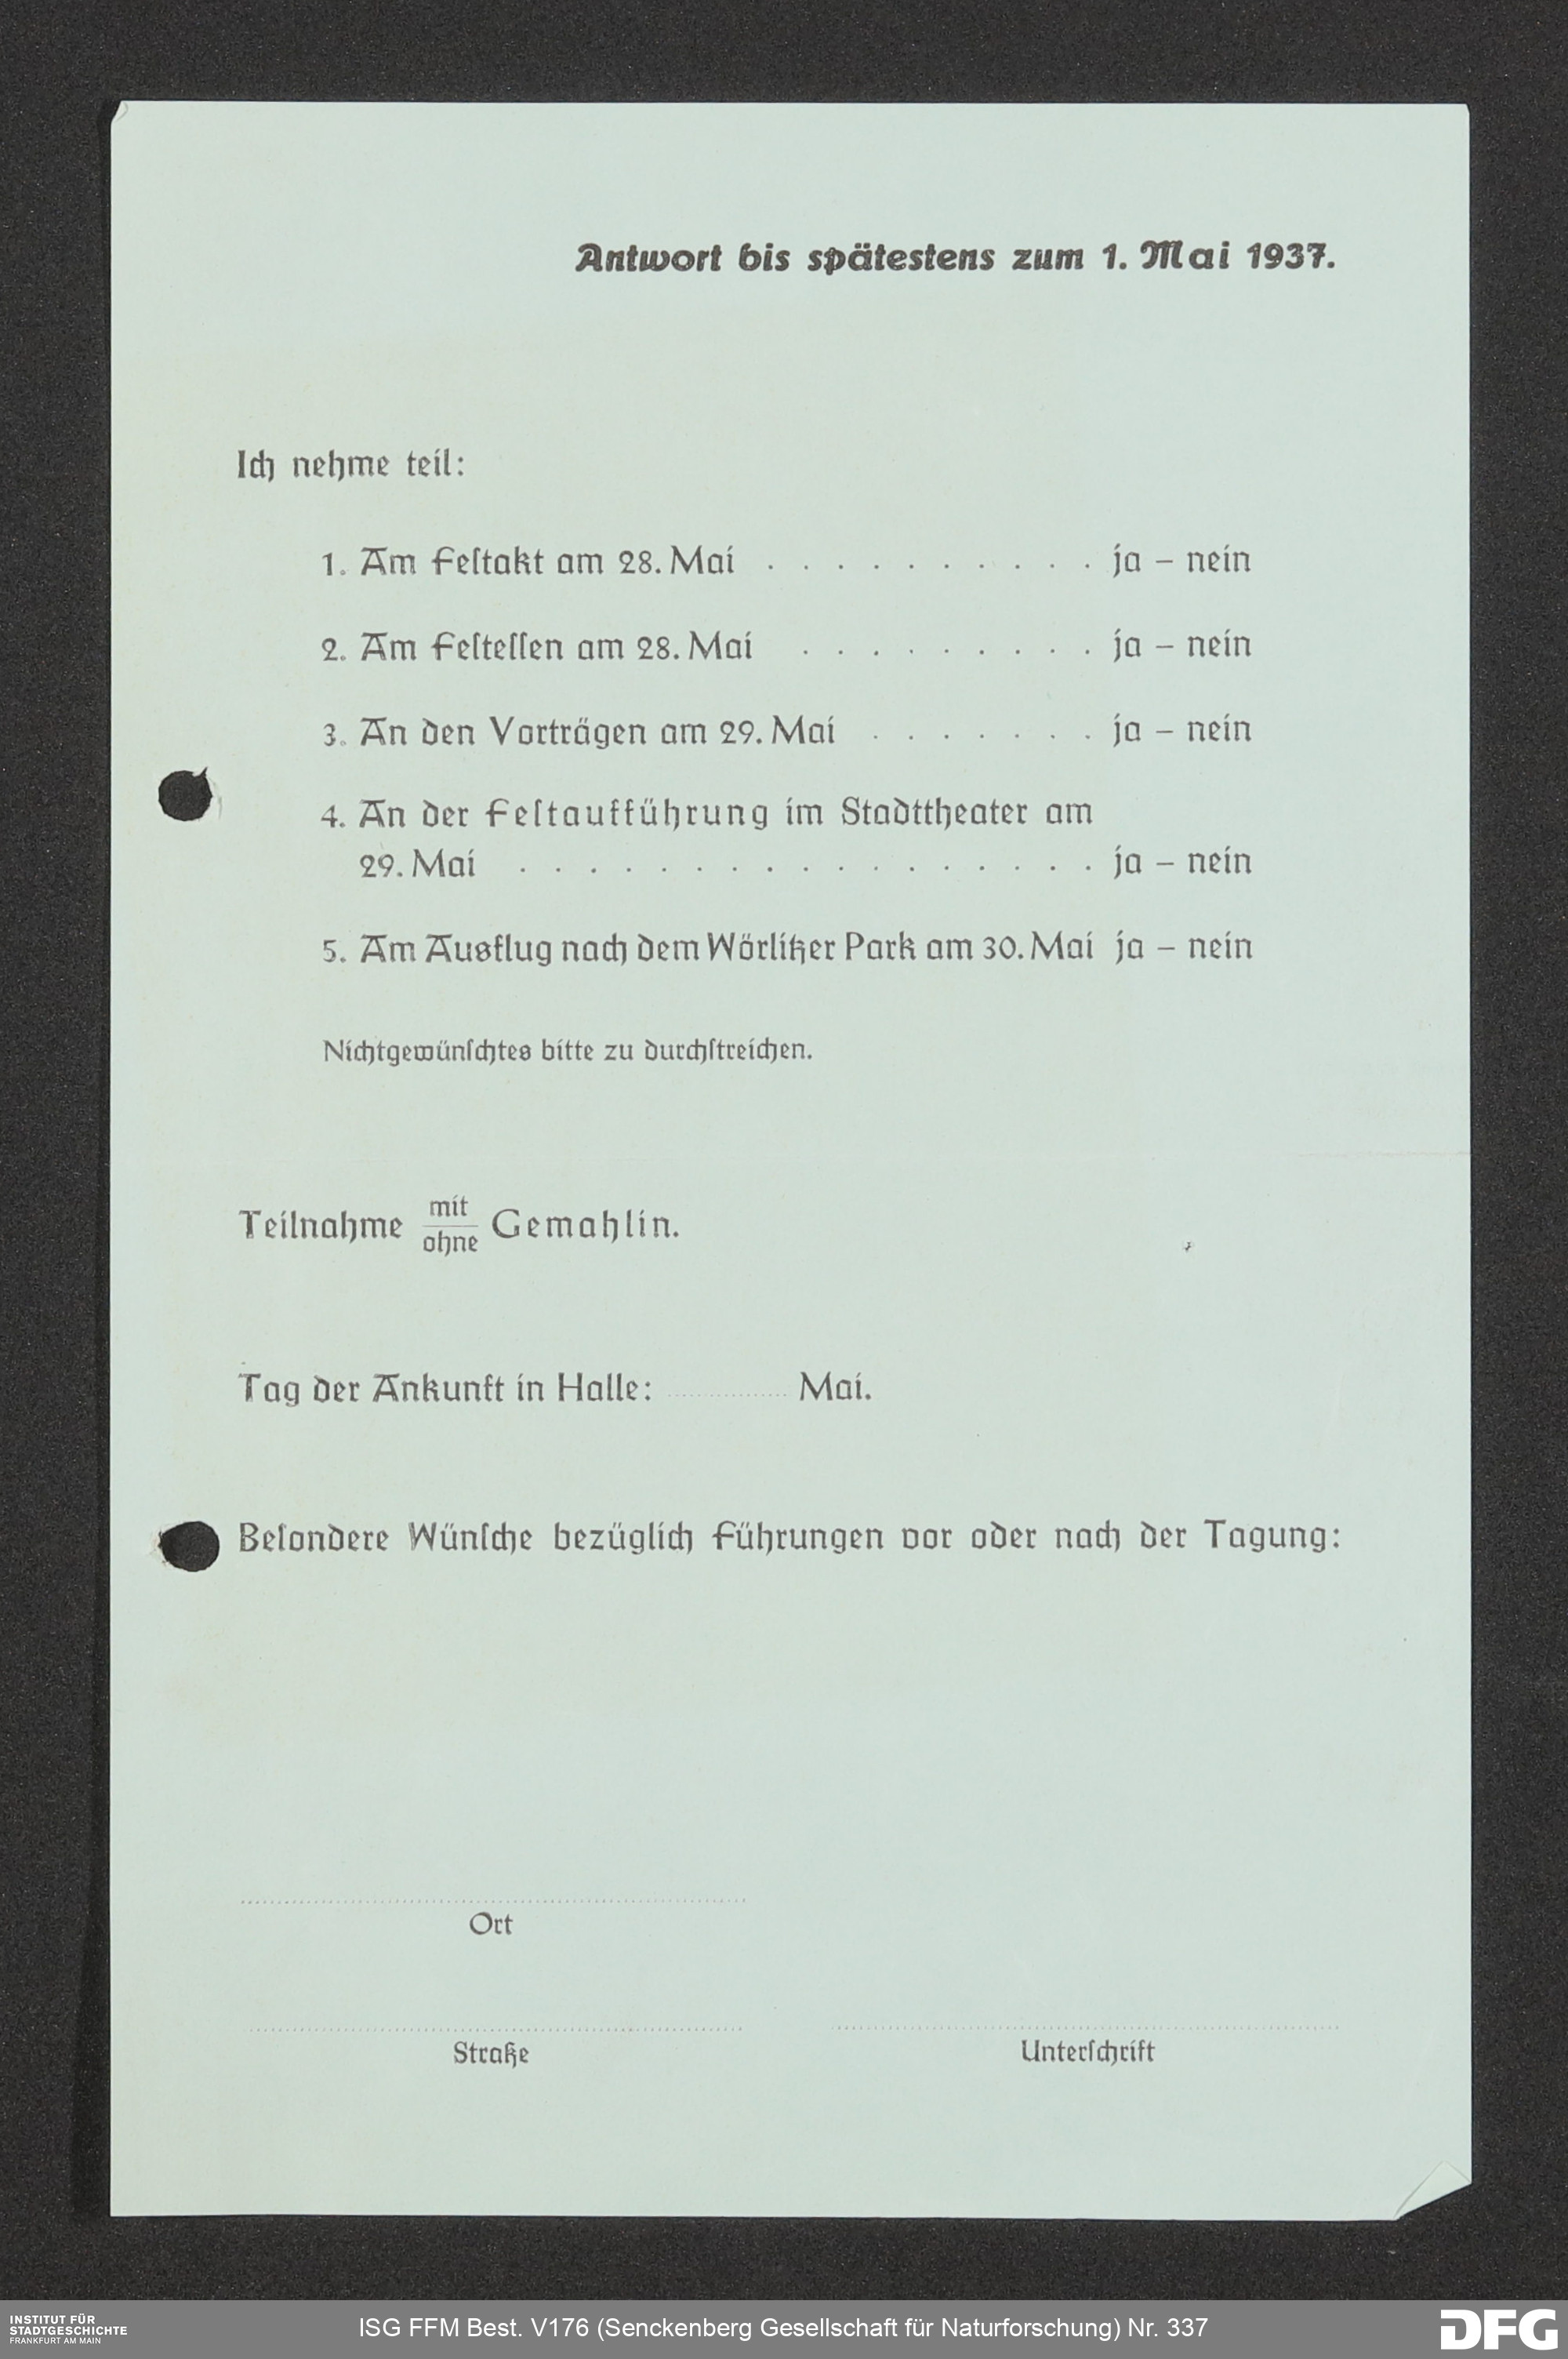 Antwort bis spätestens zum 1. Mai 1937.
Ich nehme teil:
1. Am Feſtakt am 28. Mai . . . . . . . . . . ja – nein
2. Am Feſteſſen am 28. Mai . . . . . . . . . ja – nein
3. An den Vorträgen am 29. Mai . . . . . . . ja – nein
4. An der Feſtaufführung im Stadttheater am
29. Mai . . . . . . . . . . . . . . . . . ja – nein
5. Am Ausflug nach dem Wörlitzer Park am 30. Mai ja – nein
Nichtgewünſchtes bitte zu durchſtreichen.
Teilnahme mit/ohne Gemahlin.
Tag der Ankunft in Halle: .............. Mai.
Beſondere Wünſche bezüglich Führungen vor oder nach der Tagung:
Ort
Straße Unterſchrift
INSTITUT FÜR
STADTGESCHICHTE
FRANKFURT AM MAIN
ISG FFM Best. V176 (Senckenberg Gesellschaft für Naturforschung) Nr. 337
DFG